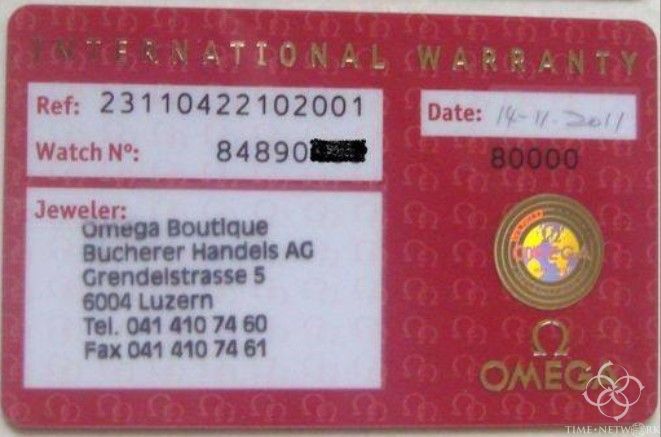 INTERNATIONAL WARRANTY
Ref: 23110422102001
Date: 14-11-2011
Watch Nº: 84890
80000
Jeweler:
Omega Boutique
Bucherer Handels AG
Grendelstrasse 5
6004 Luzern
Tel. 041 410 74 60
Fax 041 410 74 61
Ω
OMEGA
TIME-NETWORK